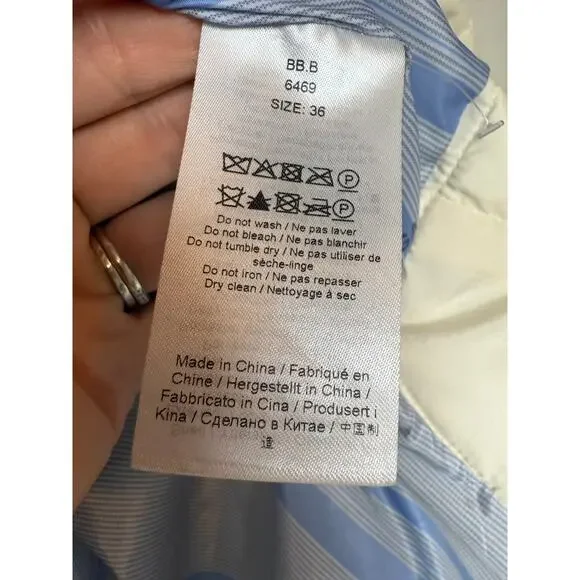 BB.B
6469
SIZE: 36
P
P
Do not wash / Ne pas laver
Do not bleach / Ne pas blanchir
Do not tumble dry / Ne pas utiliser de
sèche-linge
Do not iron / Ne pas repasser
Dry clean / Nettoyage à sec
Made in China / Fabriqué en
Chine / Hergestellt in China /
Fabbricato in Cina / Produsert i
Kina / Сделано в Китае / 中国制
造